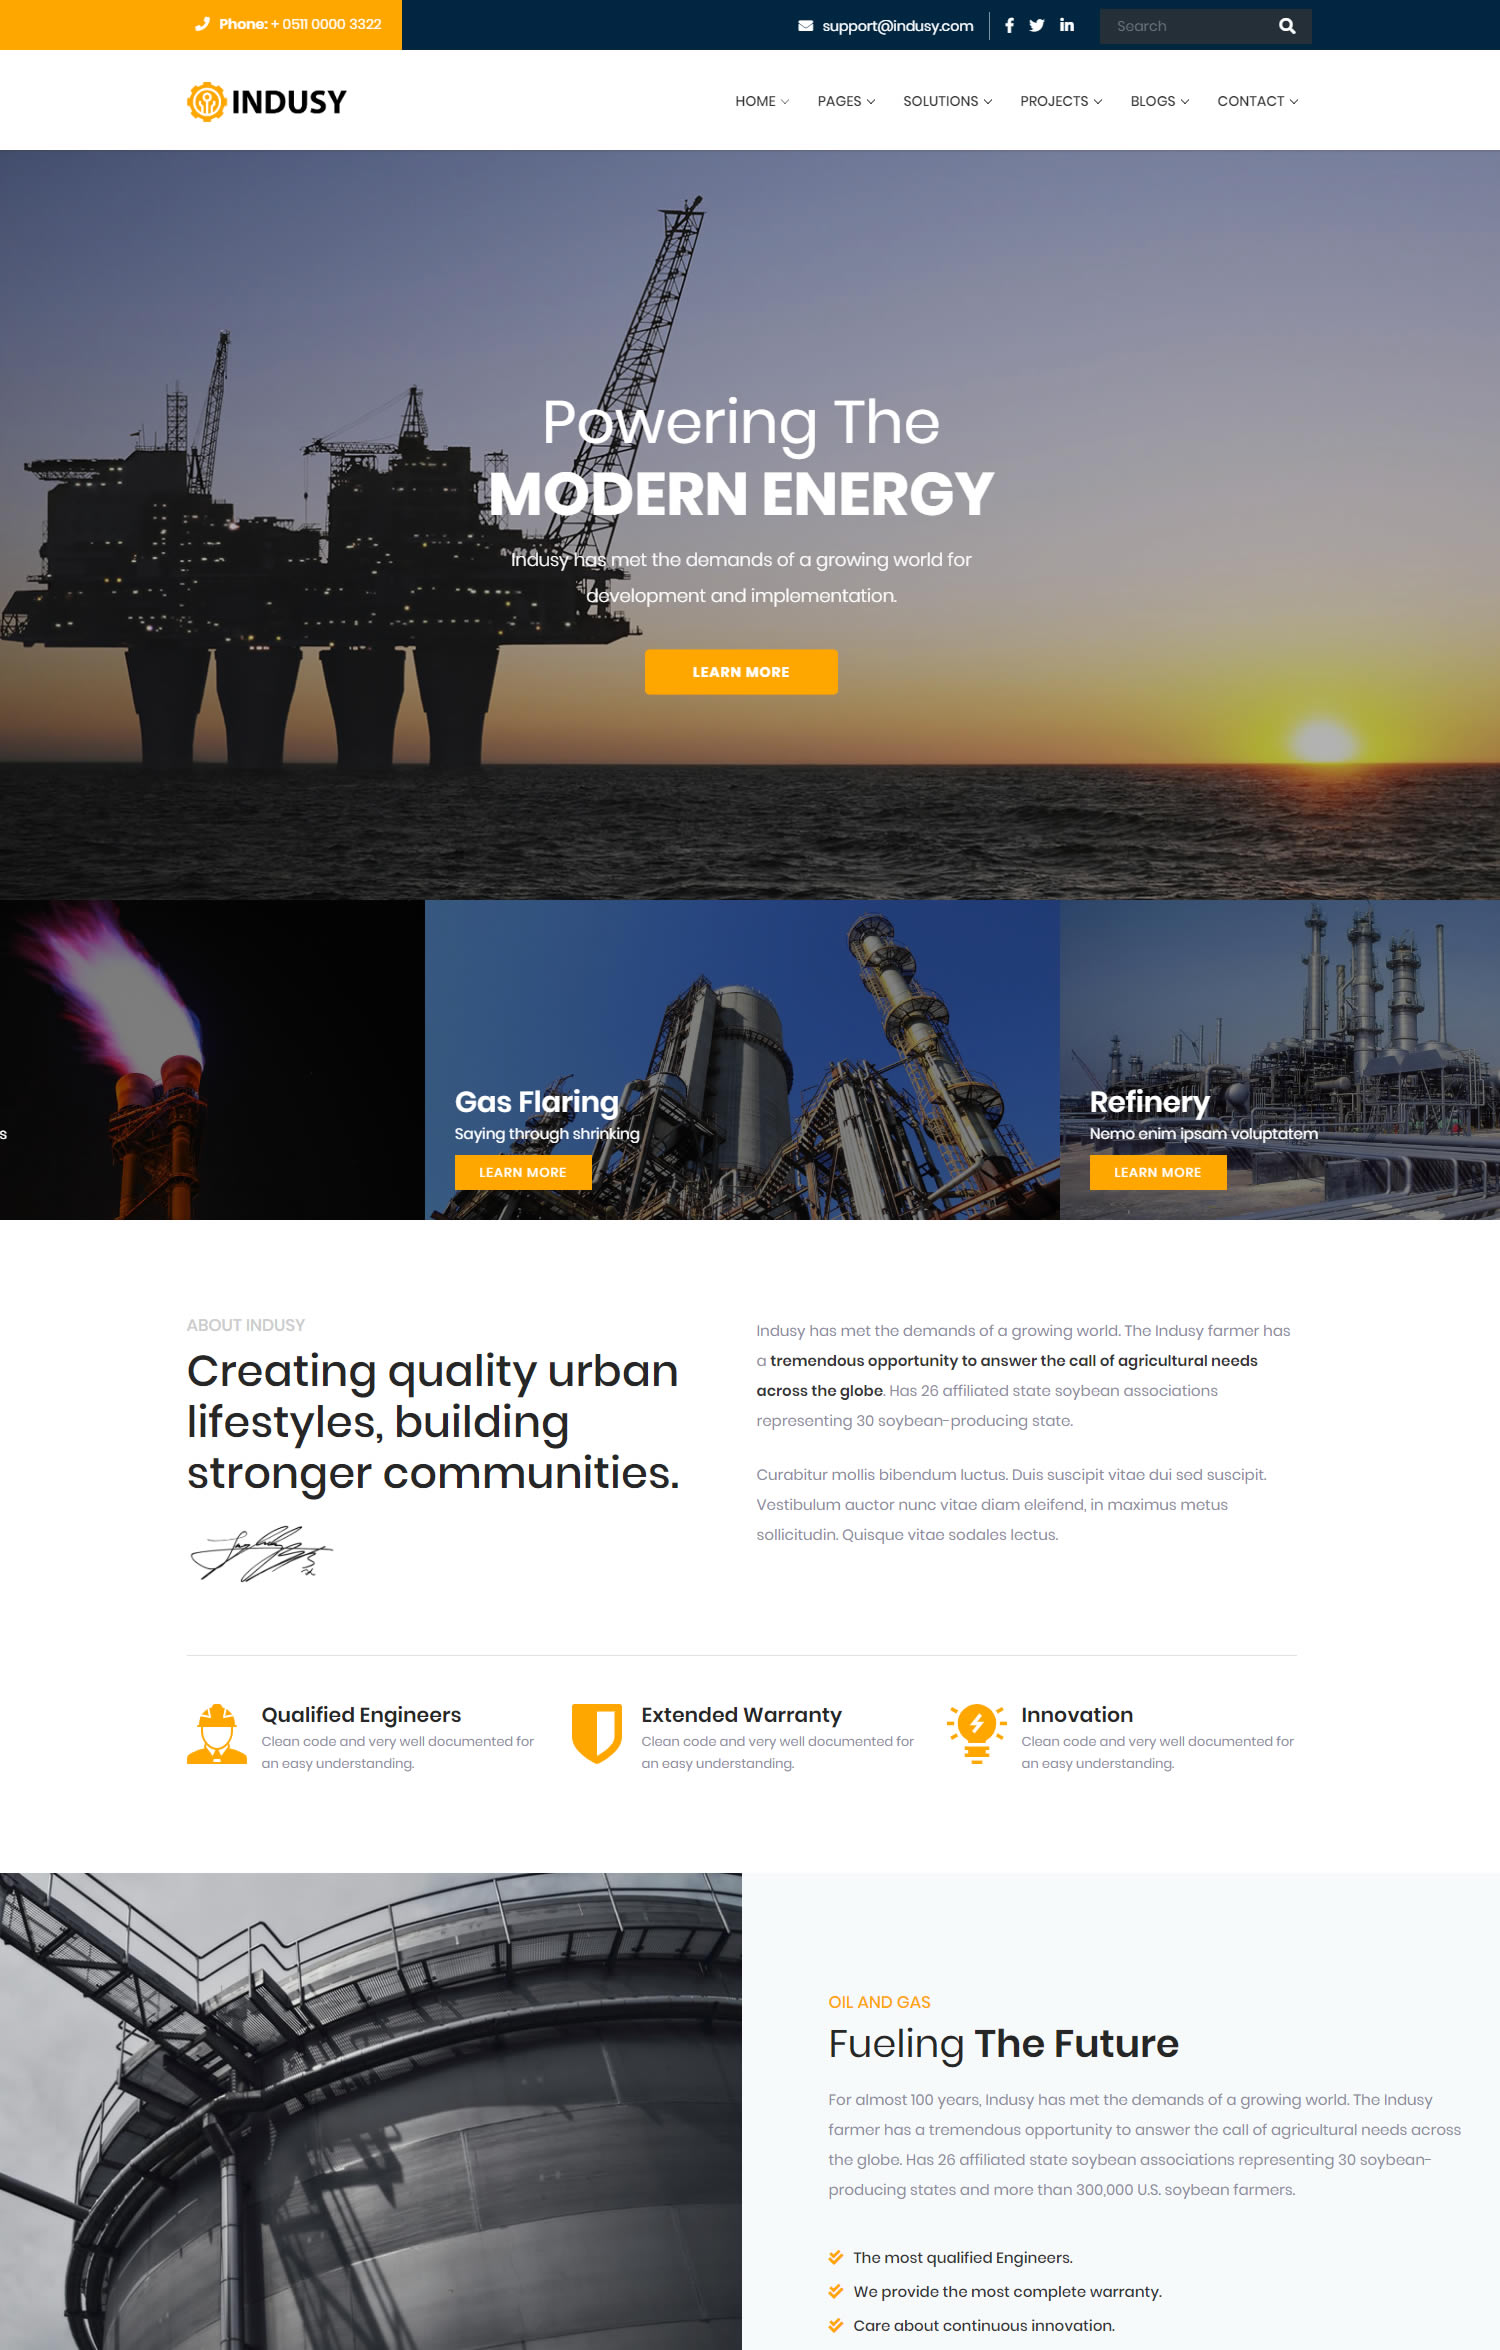 Phone: + 0511 0000 3322
support@indusy.com
Search
INDUSY
HOME
PAGES
SOLUTIONS
PROJECTS
BLOGS
CONTACT
Powering The
MODERN ENERGY
Indusy has met the demands of a growing world for
development and implementation.
LEARN MORE
s
Gas Flaring
Saying through shrinking
LEARN MORE
Refinery
Nemo enim ipsam voluptatem
LEARN MORE
ABOUT INDUSY
Creating quality urban
lifestyles, building
stronger communities.
Indusy has met the demands of a growing world. The Indusy farmer has
a tremendous opportunity to answer the call of agricultural needs
across the globe. Has 26 affiliated state soybean associations
representing 30 soybean-producing state.
Curabitur mollis bibendum luctus. Duis suscipit vitae dui sed suscipit.
Vestibulum auctor nunc vitae diam eleifend, in maximus metus
sollicitudin. Quisque vitae sodales lectus.
Qualified Engineers
Clean code and very well documented for
an easy understanding.
Extended Warranty
Clean code and very well documented for
an easy understanding.
Innovation
Clean code and very well documented for
an easy understanding.
OIL AND GAS
Fueling The Future
For almost 100 years, Indusy has met the demands of a growing world. The Indusy
farmer has a tremendous opportunity to answer the call of agricultural needs across
the globe. Has 26 affiliated state soybean associations representing 30 soybean-
producing states and more than 300,000 U.S. soybean farmers.
The most qualified Engineers.
We provide the most complete warranty.
Care about continuous innovation.